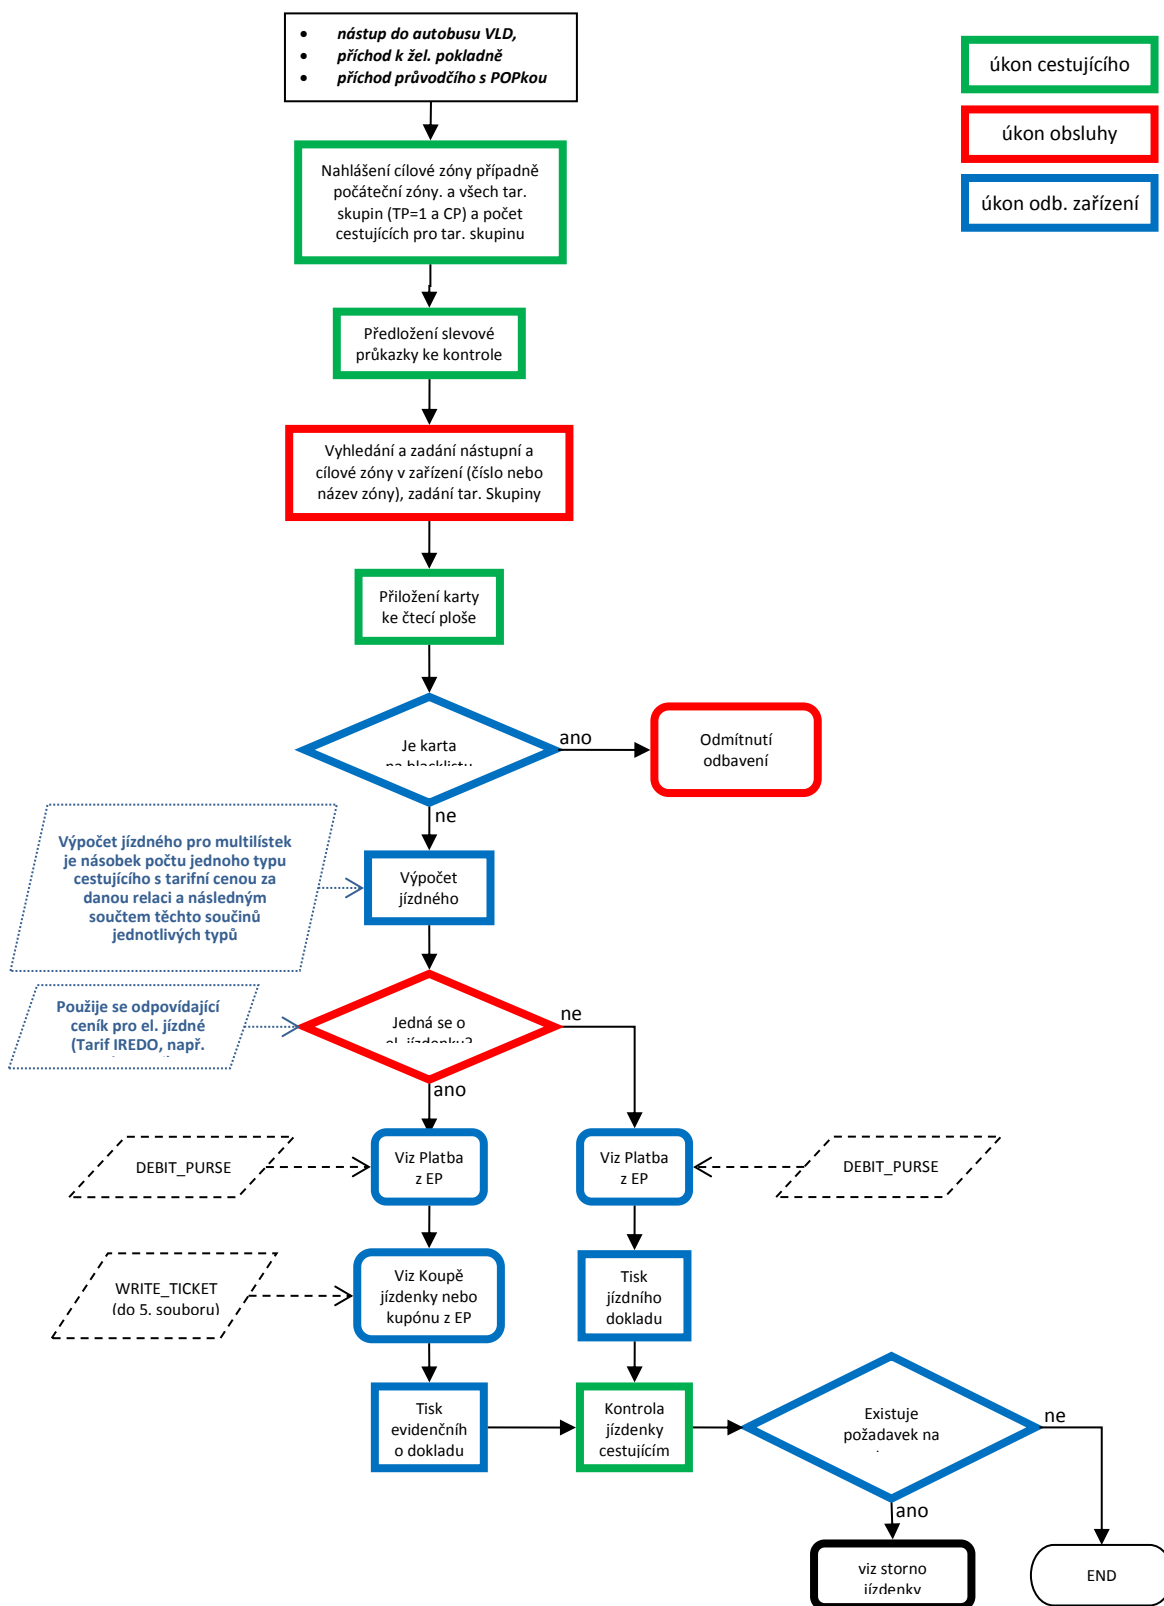 nástup do autobusu VLD,
příchod k žel. pokladně
příchod průvodčího s POPkou
úkon cestujícího
úkon obsluhy
úkon odb. zařízení
Nahlášení cílové zóny případně
počáteční zóny. a všech tar.
skupin (TP=1 a CP) a počet
cestujících pro tar. skupinu
Předložení slevové
průkazky ke kontrole
Vyhledání a zadání nástupní a
cílové zóny v zařízení (číslo nebo
název zóny), zadání tar. Skupiny
Přiložení karty
ke čtecí ploše
Je karta
na blacklistu
ano
Odmítnutí
odbavení
ne
Výpočet jízdného pro multilístek
je násobek počtu jednoho typu
cestujícího s tarifní cenou za
danou relaci a následným
součtem těchto součinů
jednotlivých typů
Výpočet
jízdného
Použije se odpovídající
ceník pro el. jízdné
(Tarif IREDO, např.
Jedná se o
el. jízdenku?
ne
ano
DEBIT_PURSE
Viz Platba
z EP
Viz Platba
z EP
DEBIT_PURSE
WRITE_TICKET
(do 5. souboru)
Viz Koupě
jízdenky nebo
kupónu z EP
Tisk
jízdního
dokladu
Tisk
evidenčníh
o dokladu
Kontrola
jízdenky
cestujícím
Existuje
požadavek na
ne
ano
viz storno
jízdenky
END